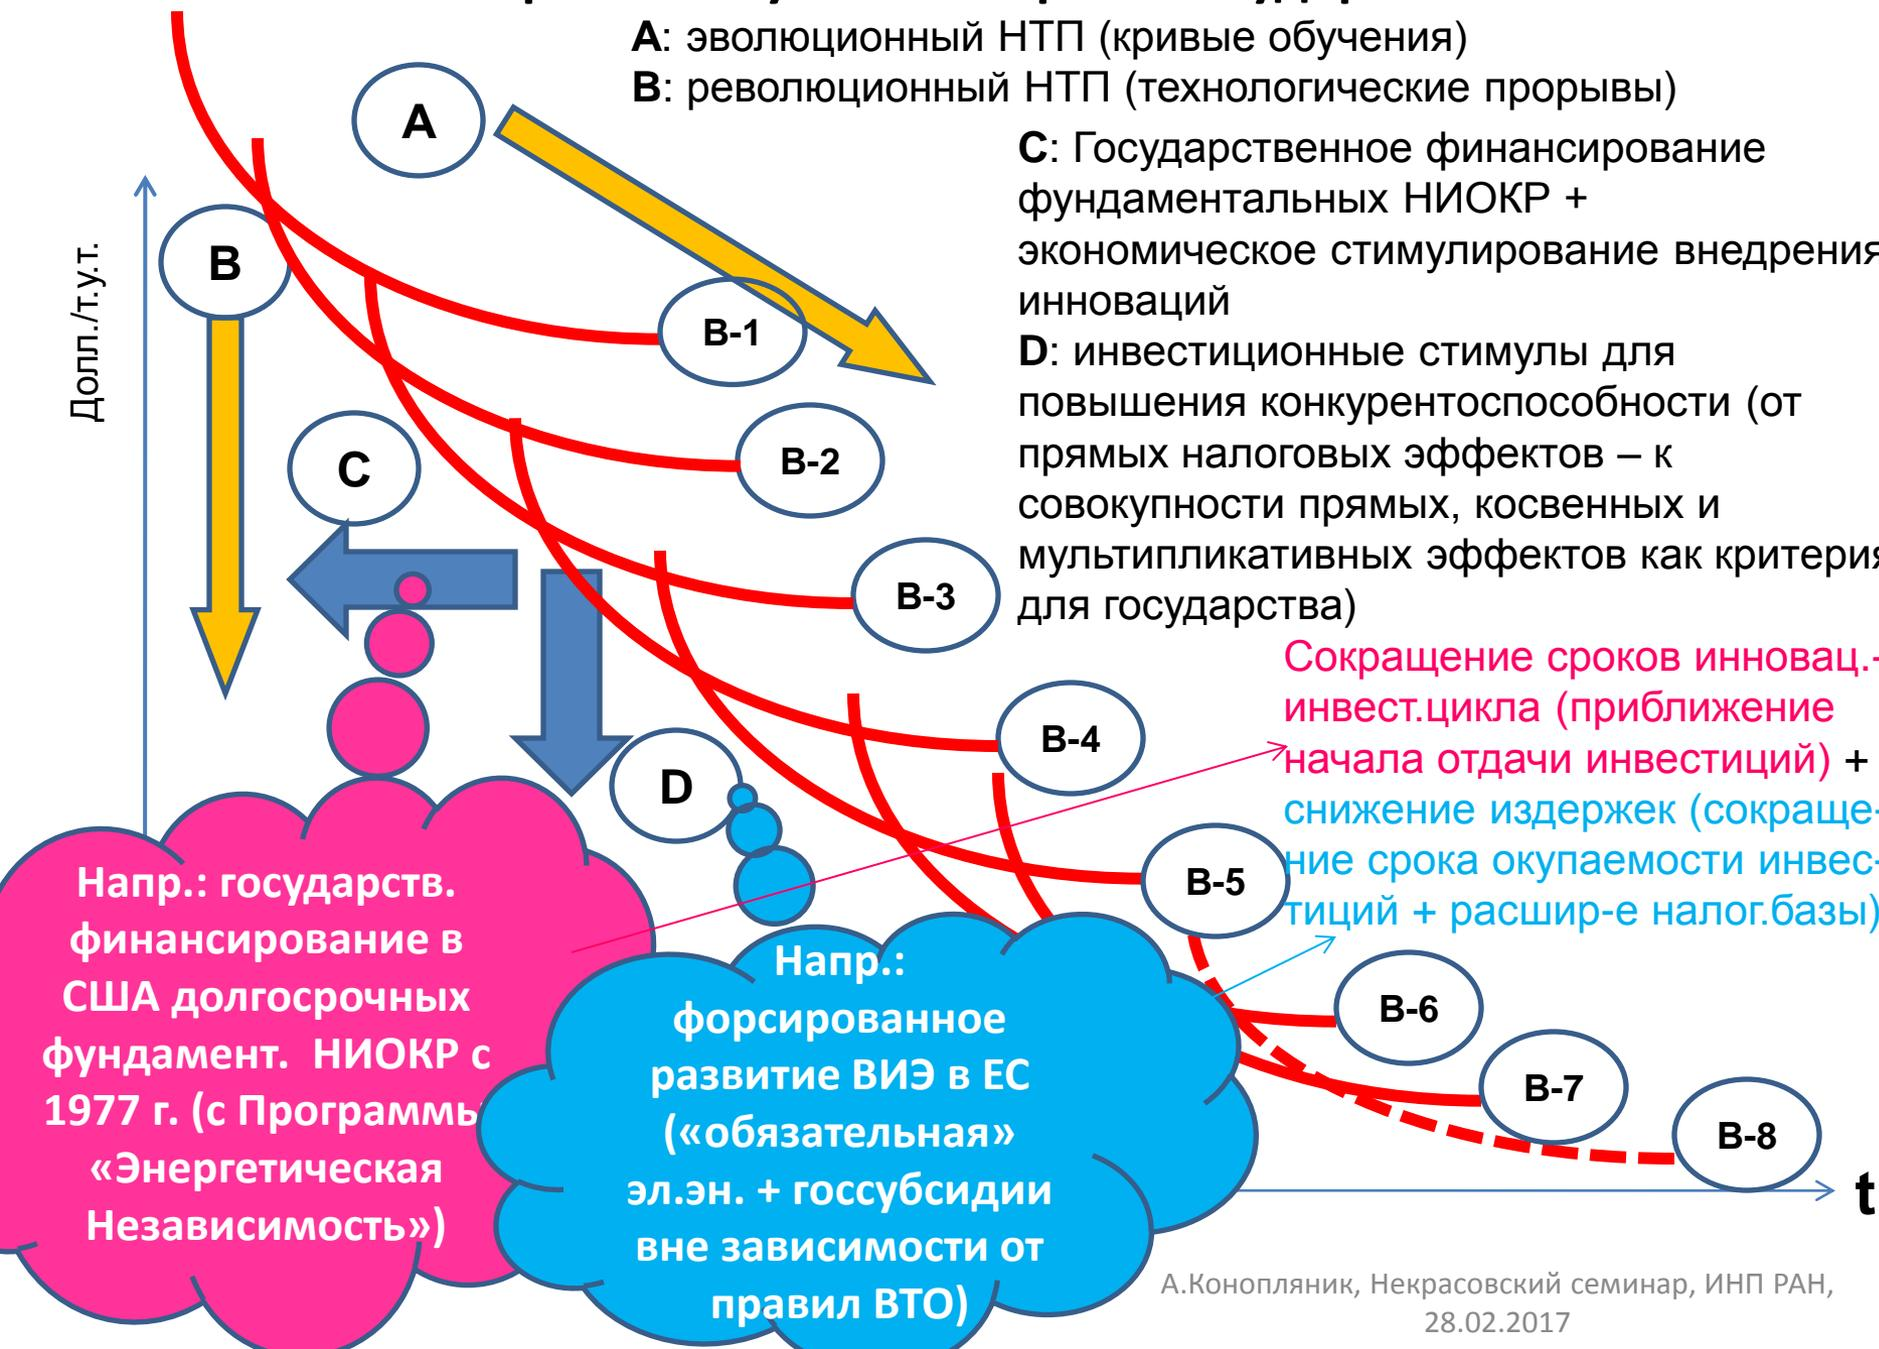 A: эволюционный НТП (кривые обучения)
B: революционный НТП (технологические прорывы)
C: Государственное финансирование
фундаментальных НИОКР +
экономическое стимулирование внедрения
инноваций
D: инвестиционные стимулы для
повышения конкурентоспособности (от
прямых налоговых эффектов – к
совокупности прямых, косвенных и
мультипликативных эффектов как критерия
для государства)
Сокращение сроков инновац.-
инвест.цикла (приближение
начала отдачи инвестиций) +
снижение издержек (сокраще-
ние срока окупаемости инвес-
тиций + расшир-е налог.базы)
Долл./т.у.т.
A
B
C
D
B-1
B-2
B-3
B-4
B-5
B-6
B-7
B-8
t
Напр.: государств.
финансирование в
США долгосрочных
фундамент. НИОКР с
1977 г. (с Программы
«Энергетическая
Независимость»)
Напр.:
форсированное
развитие ВИЭ в ЕС
(«обязательная»
эл.эн. + госсубсидии
вне зависимости от
правил ВТО)
А.Конопляник, Некрасовский семинар, ИНП РАН,
28.02.2017